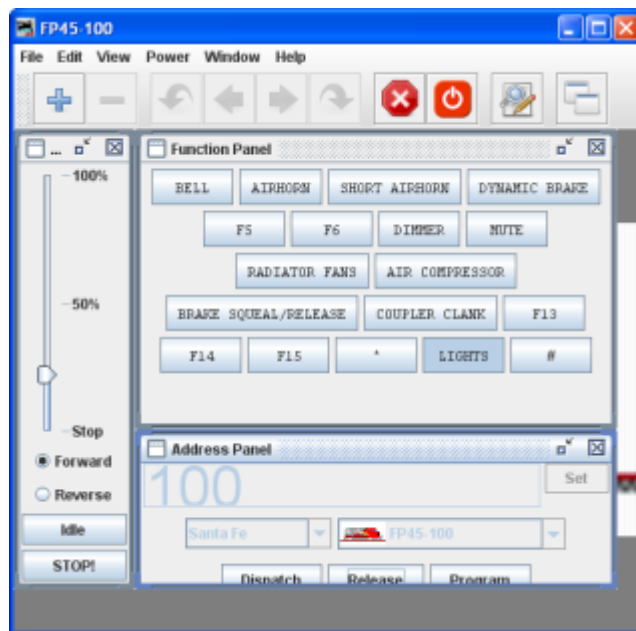 FP45-100
File Edit View Power Window Help
... Function Panel
100%
BELL AIRHORN SHORT AIRHORN DYNAMIC BRAKE
F5 F6 DIMMER MUTE
RADIATOR FANS AIR COMPRESSOR
50%
BRAKE SQUEAL/RELEASE COUPLER CLANK F13
F14 F15 * LIGHTS #
Stop
Forward
Reverse
Idle
STOP!
Address Panel
100 Set
Santa Fe FP45-100
Dispatch Release Program